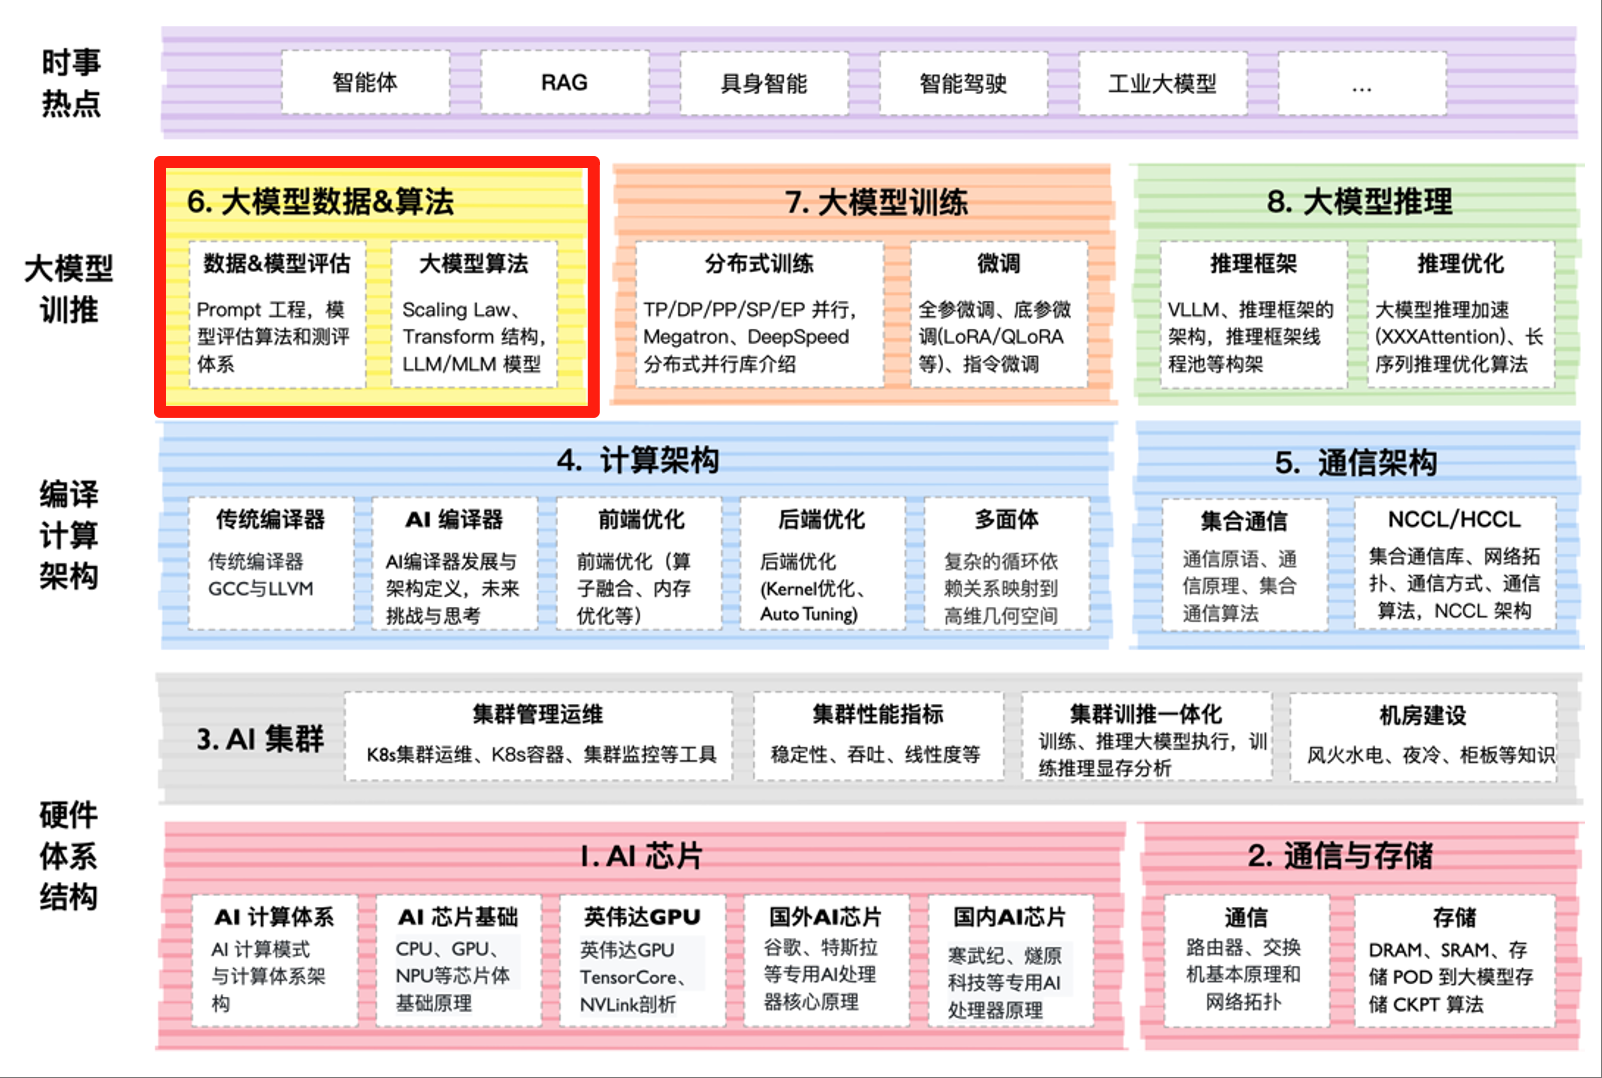 时事
热点
智能体
RAG
具身智能
智能驾驶
工业大模型
...
大模型
训推
6. 大模型数据&算法
数据&模型评估
Prompt 工程，模
型评估算法和测评
体系
大模型算法
Scaling Law、
Transform 结构，
LLM/MLM 模型
7. 大模型训练
分布式训练
TP/DP/PP/SP/EP 并行，
Megatron、DeepSpeed
分布式并行库介绍
微调
全参微调、底参微
调(LoRA/QLoRA
等)、指令微调
8. 大模型推理
推理框架
VLLM、推理框架的
架构，推理框架线
程池等构架
推理优化
大模型推理加速
(XXXAttention)、长
序列推理优化算法
编译
计算
架构
4. 计算架构
传统编译器
传统编译器
GCC与LLVM
AI 编译器
AI编译器发展与
架构定义，未来
挑战与思考
前端优化
前端优化（算
子融合、内存
优化等）
后端优化
后端优化
(Kernel优化、
Auto Tuning)
多面体
复杂的循环依
赖关系映射到
高维几何空间
5. 通信架构
集合通信
通信原语、通
信原理、集合
通信算法
NCCL/HCCL
集合通信库、网络拓
扑、通信方式、通信
算法，NCCL 架构
硬件
体系
结构
3. AI 集群
集群管理运维
K8s集群运维、K8s容器、集群监控等工具
集群性能指标
稳定性、吞吐、线性度等
集群训推一体化
训练、推理大模型执行，训
练推理显存分析
机房建设
风火水电、夜冷、柜板等知识
1. AI 芯片
AI 计算体系
AI 计算模式
与计算体系架
构
AI 芯片基础
CPU、GPU、
NPU等芯片体
基础原理
英伟达GPU
英伟达GPU
TensorCore、
NVLink剖析
国外AI芯片
谷歌、特斯拉
等专用AI处理
器核心原理
国内AI芯片
寒武纪、燧原
科技等专用AI
处理器原理
2. 通信与存储
通信
路由器、交换
机基本原理和
网络拓扑
存储
DRAM、SRAM、存
储 POD 到大模型存
储 CKPT 算法